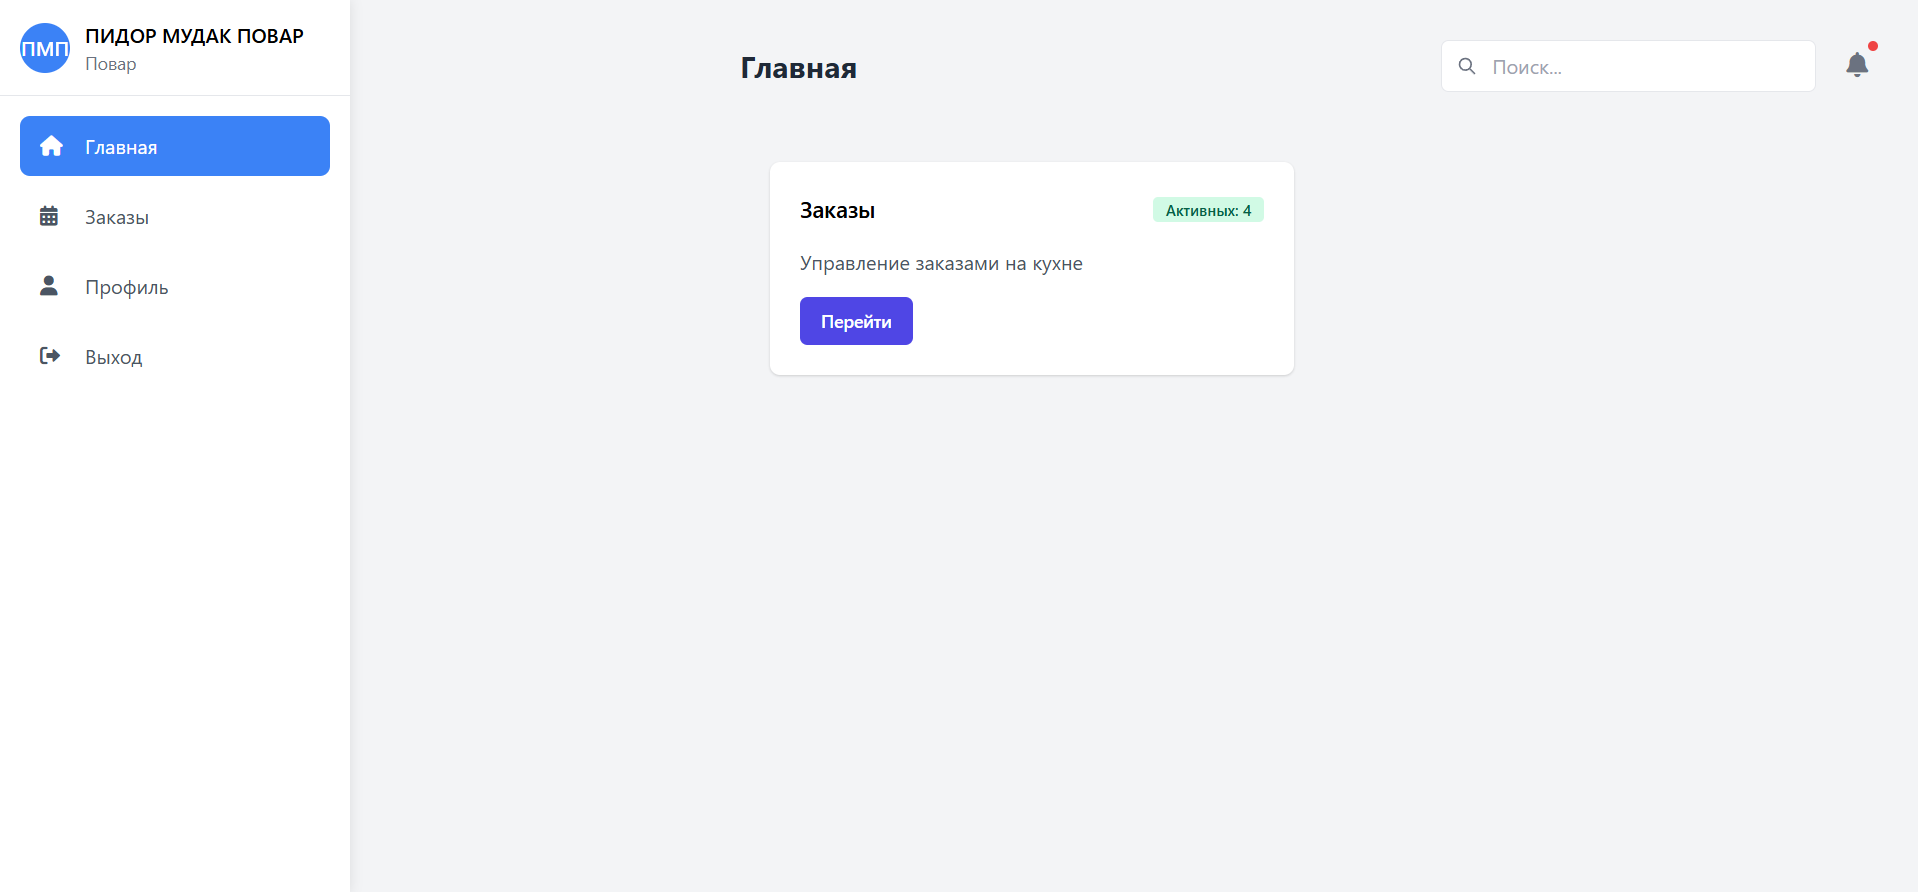 ПМП
ПИДОР МУДАК ПОВАР
Повар
Главная
Заказы
Профиль
Выход
Главная
Поиск...
Заказы
Активных: 4
Управление заказами на кухне
Перейти